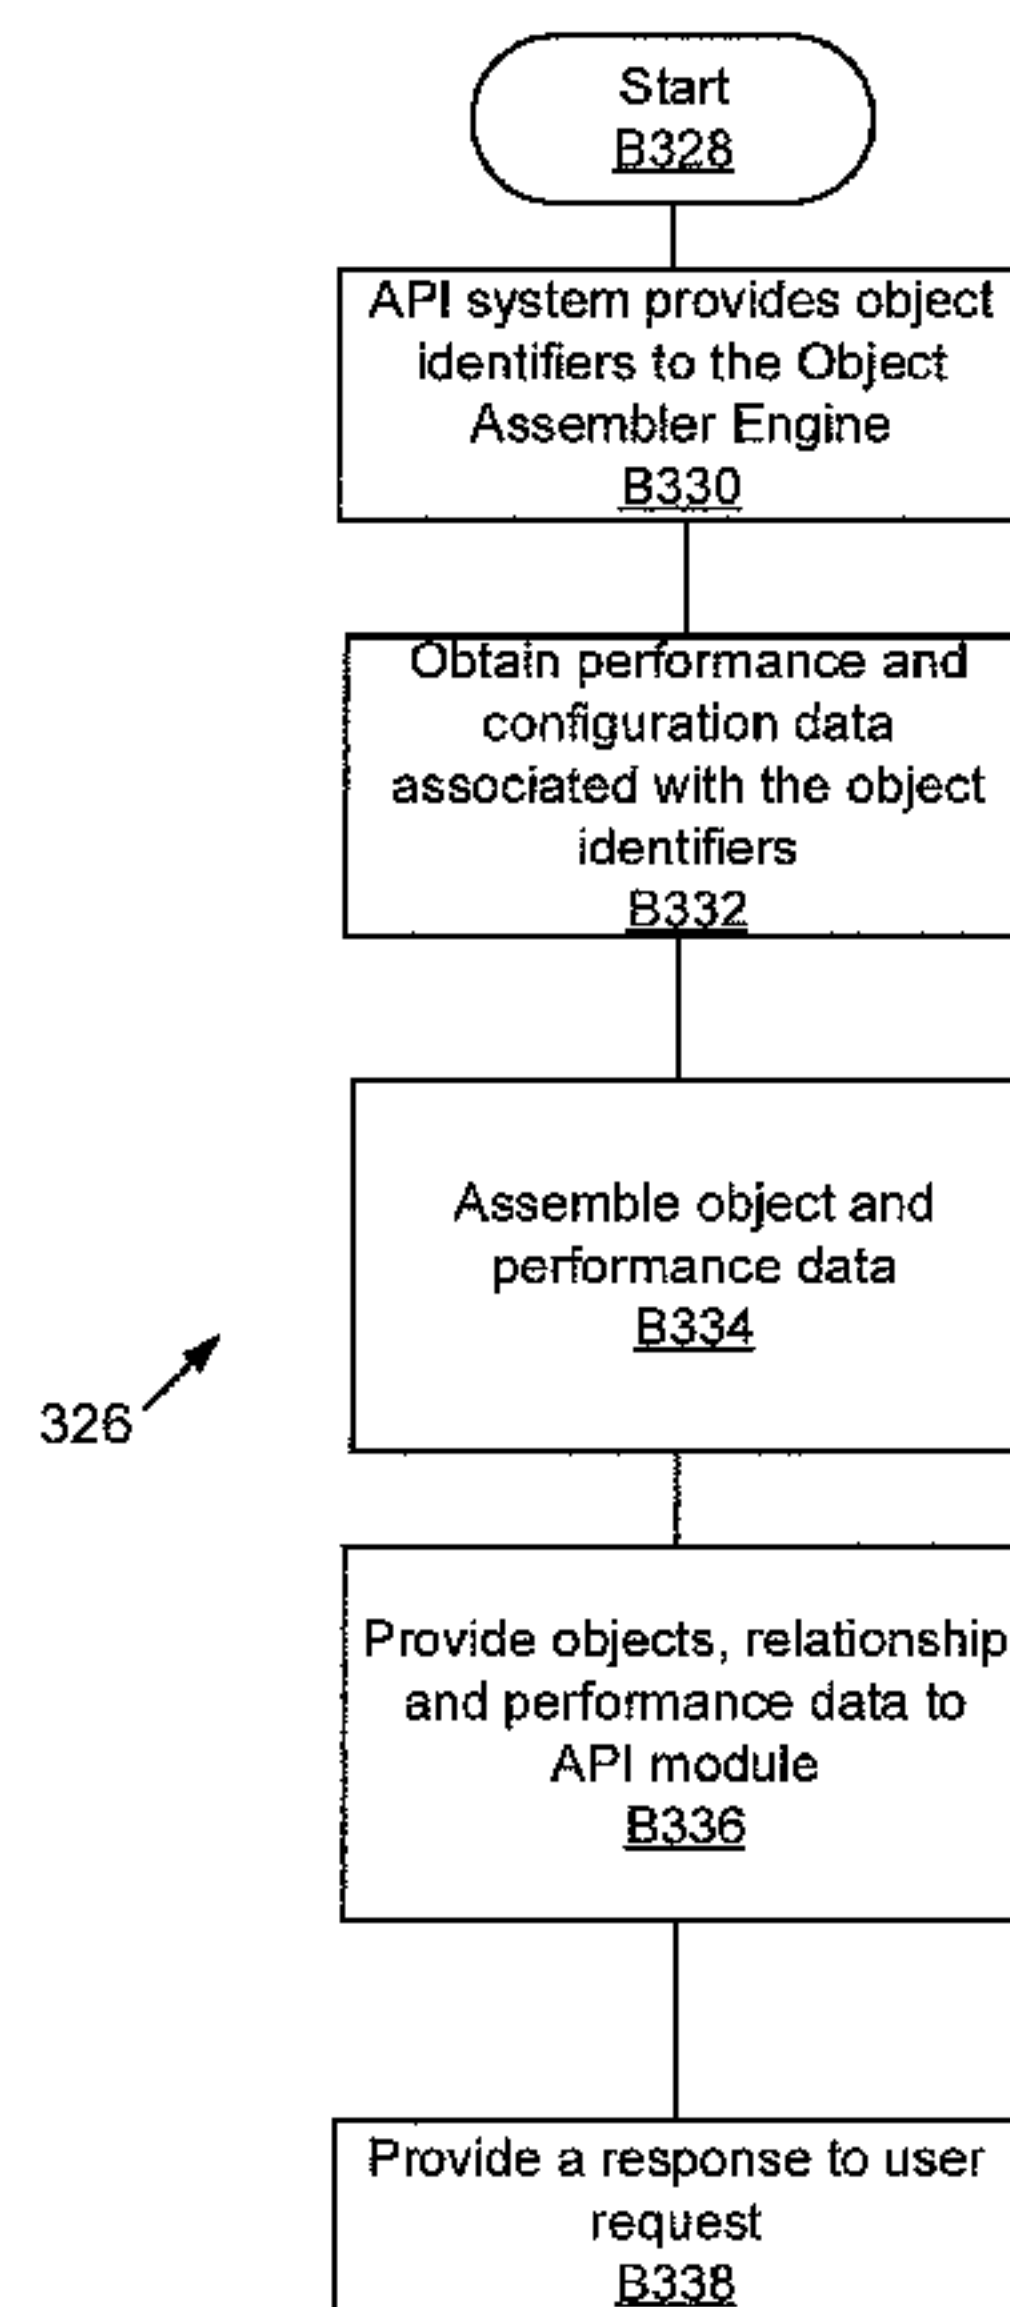 Start
B328
API system provides object
identifiers to the Object
Assembler Engine
B330
Obtain performance and
configuration data
associated with the object
identifiers
B332
Assemble object and
performance data
B334
326
Provide objects, relationship
and performance data to
API module
B336
Provide a response to user
request
B338